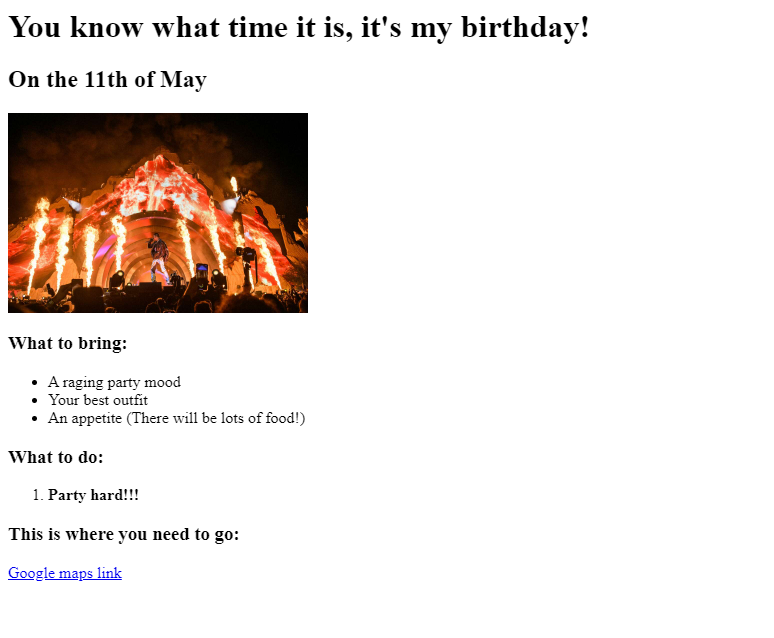 You know what time it is, it's my birthday!
On the 11th of May
What to bring:
• A raging party mood
• Your best outfit
• An appetite (There will be lots of food!)
What to do:
1. Party hard!!!
This is where you need to go:
Google maps link